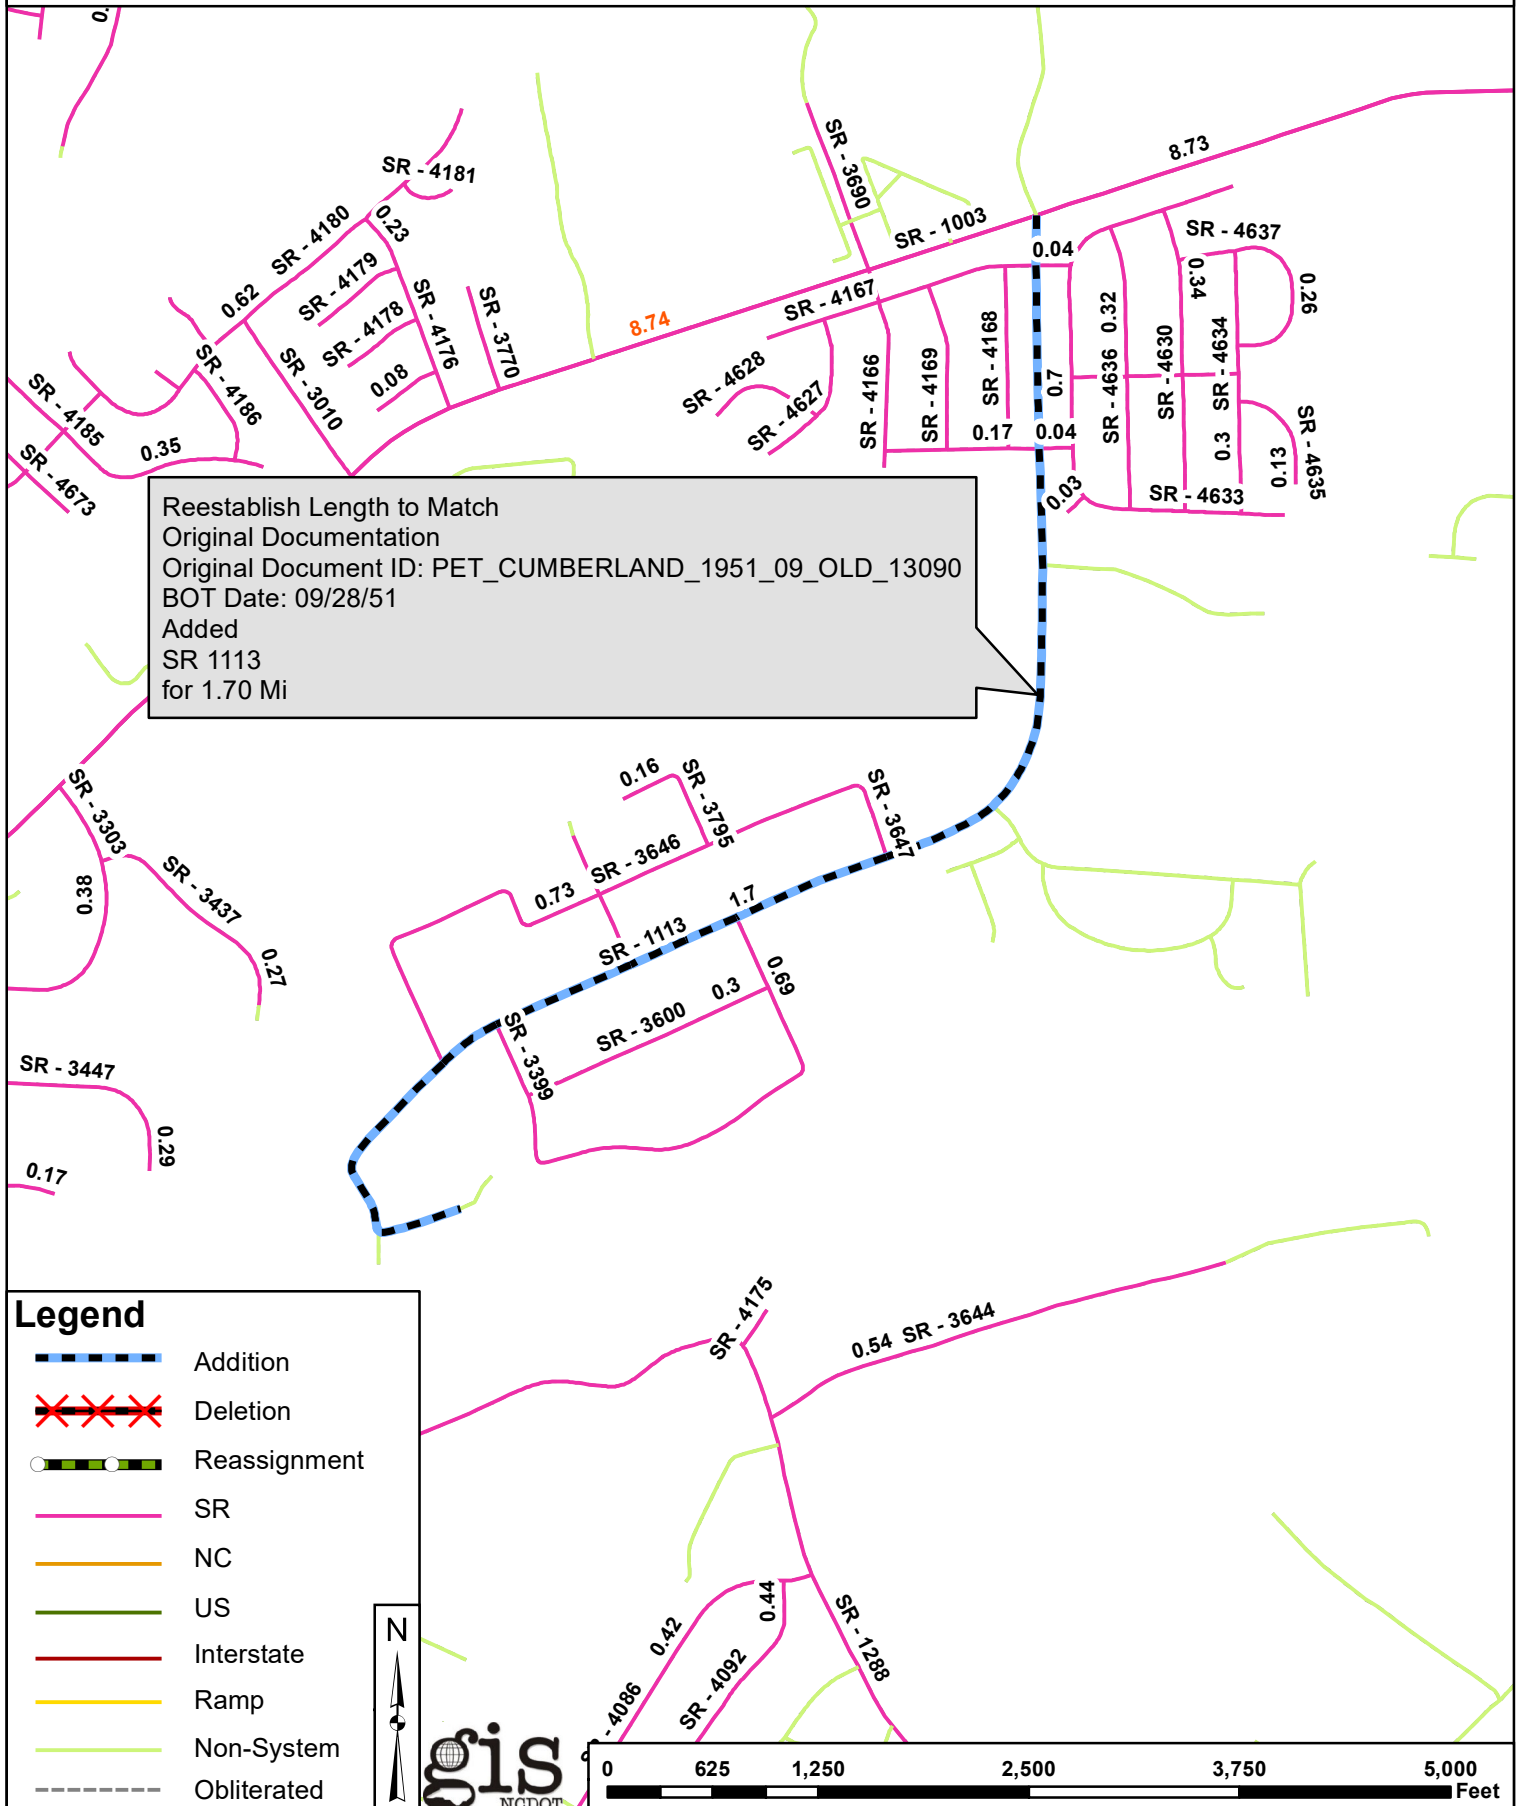 0.
SR - 4181
SR - 3690
8.73
SR - 4180
0.23
SR - 1003
SR - 4637
0.04
SR - 4179
0.62
SR - 4178
SR - 4176
SR - 3770
SR - 4167
0.34
0.26
8.74
0.32
SR - 4168
SR - 4630
SR - 4634
SR - 4636
SR - 3010
SR - 4186
0.08
SR - 4628
SR - 4627
SR - 4166
SR - 4169
0.7
SR - 4185
0.35
0.17
0.04
0.3
0.13
SR - 4635
SR - 4673
0.03
SR - 4633
Reestablish Length to Match
Original Documentation
Original Document ID: PET_CUMBERLAND_1951_09_OLD_13090
BOT Date: 09/28/51
Added
SR 1113
for 1.70 Mi
SR - 3303
0.16
SR - 3795
SR - 3647
SR - 3646
0.38
SR - 3437
0.73
1.7
SR - 1113
0.27
0.69
0.3
SR - 3600
SR - 3399
SR - 3447
0.29
0.17
SR - 4175
0.54 SR - 3644
0.44
0.42
SR - 4092
SR - 1288
- 4086
Legend
Addition
Deletion
Reassignment
SR
NC
US
Interstate
Ramp
Non-System
Obliterated
N
gis
NCDOT
0 625 1,250 2,500 3,750 5,000
Feet